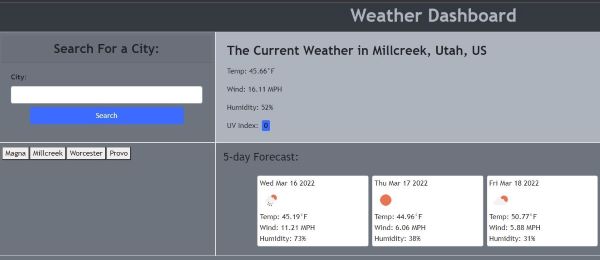 Weather Dashboard
Search For a City:
City:
Search
Magna Millcreek Worcester Provo
The Current Weather in Millcreek, Utah, US
Temp: 45.66°F
Wind: 16.11 MPH
Humidity: 52%
UV Index: 0
5-day Forecast:
Wed Mar 16 2022
Temp: 45.19°F
Wind: 11.21 MPH
Humidity: 73%
Thu Mar 17 2022
Temp: 44.96°F
Wind: 6.06 MPH
Humidity: 38%
Fri Mar 18 2022
Temp: 50.77°F
Wind: 5.88 MPH
Humidity: 31%